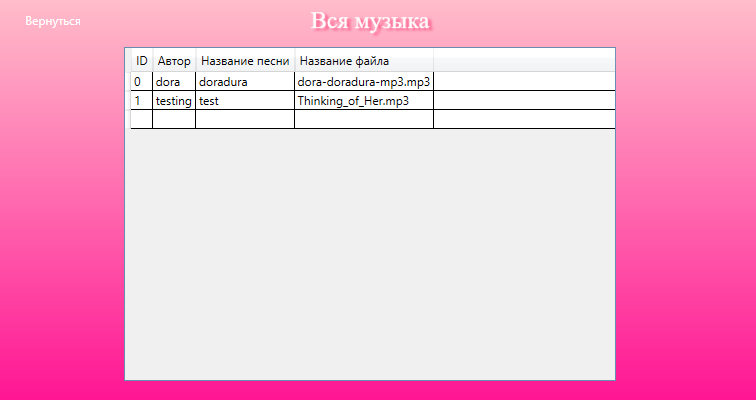 Вернуться
Вся музыка
ID Автор Название песни Название файла
0 dora doradura dora-doradura-mp3.mp3
1 testing test Thinking_of_Her.mp3